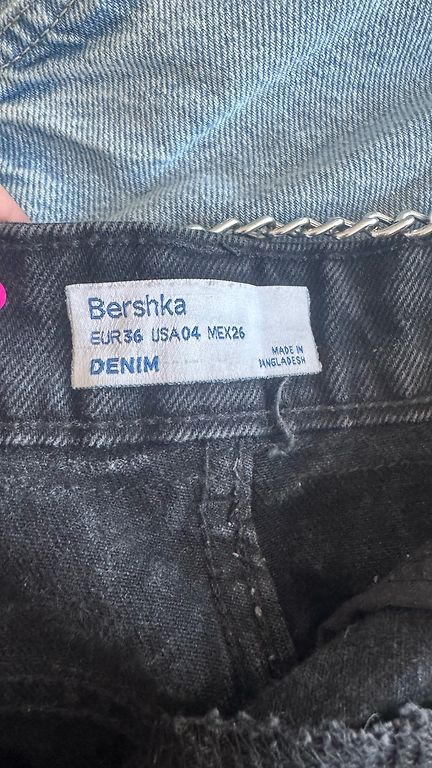 Bershka
EUR36 USA04 MEX26
DENIM
MADE IN
BANGLADESH